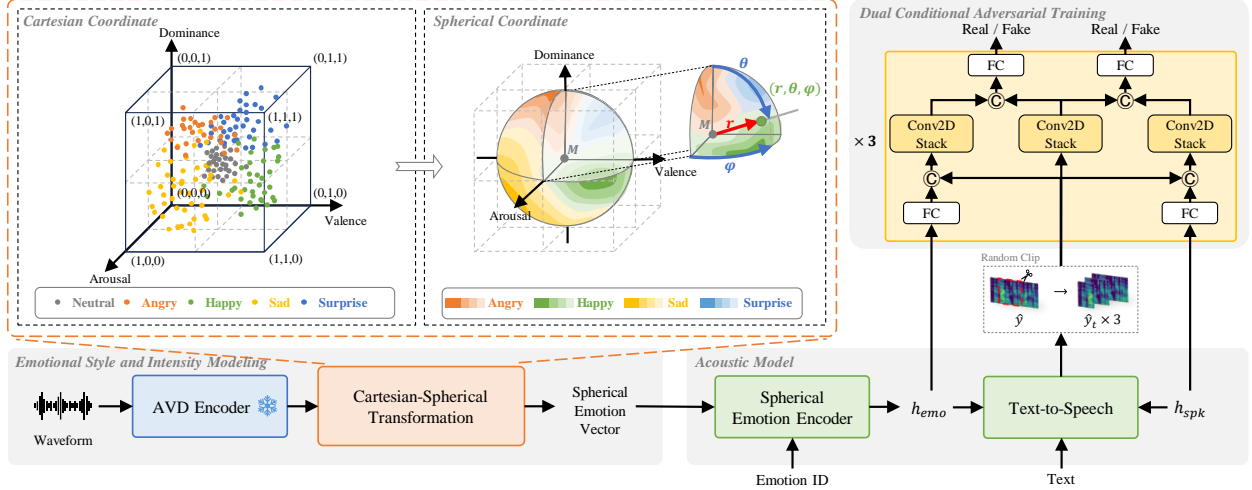 Cartesian Coordinate
Dominance
(0,0,1)
(0,1,1)
(1,0,1)
(1,1,1)
(0,0,0)
(0,1,0)
Valence
(1,0,0)
(1,1,0)
Arousal
Neutral Angry Happy Sad Surprise
Spherical Coordinate
Dominance
θ
(r, θ, φ)
M
r
M
Valence
φ
Arousal
Angry Happy Sad Surprise
Dual Conditional Adversarial Training
Real / Fake Real / Fake
FC FC
C C
Conv2D Stack
Conv2D Stack
Conv2D Stack
× 3
C C
FC FC
Random Clip
ŷ → ŷt × 3
Emotional Style and Intensity Modeling
Waveform
AVD Encoder
Cartesian-Spherical
Transformation
Spherical
Emotion
Vector
Acoustic Model
Spherical
Emotion Encoder
hemo
Text-to-Speech
hspk
Emotion ID
Text